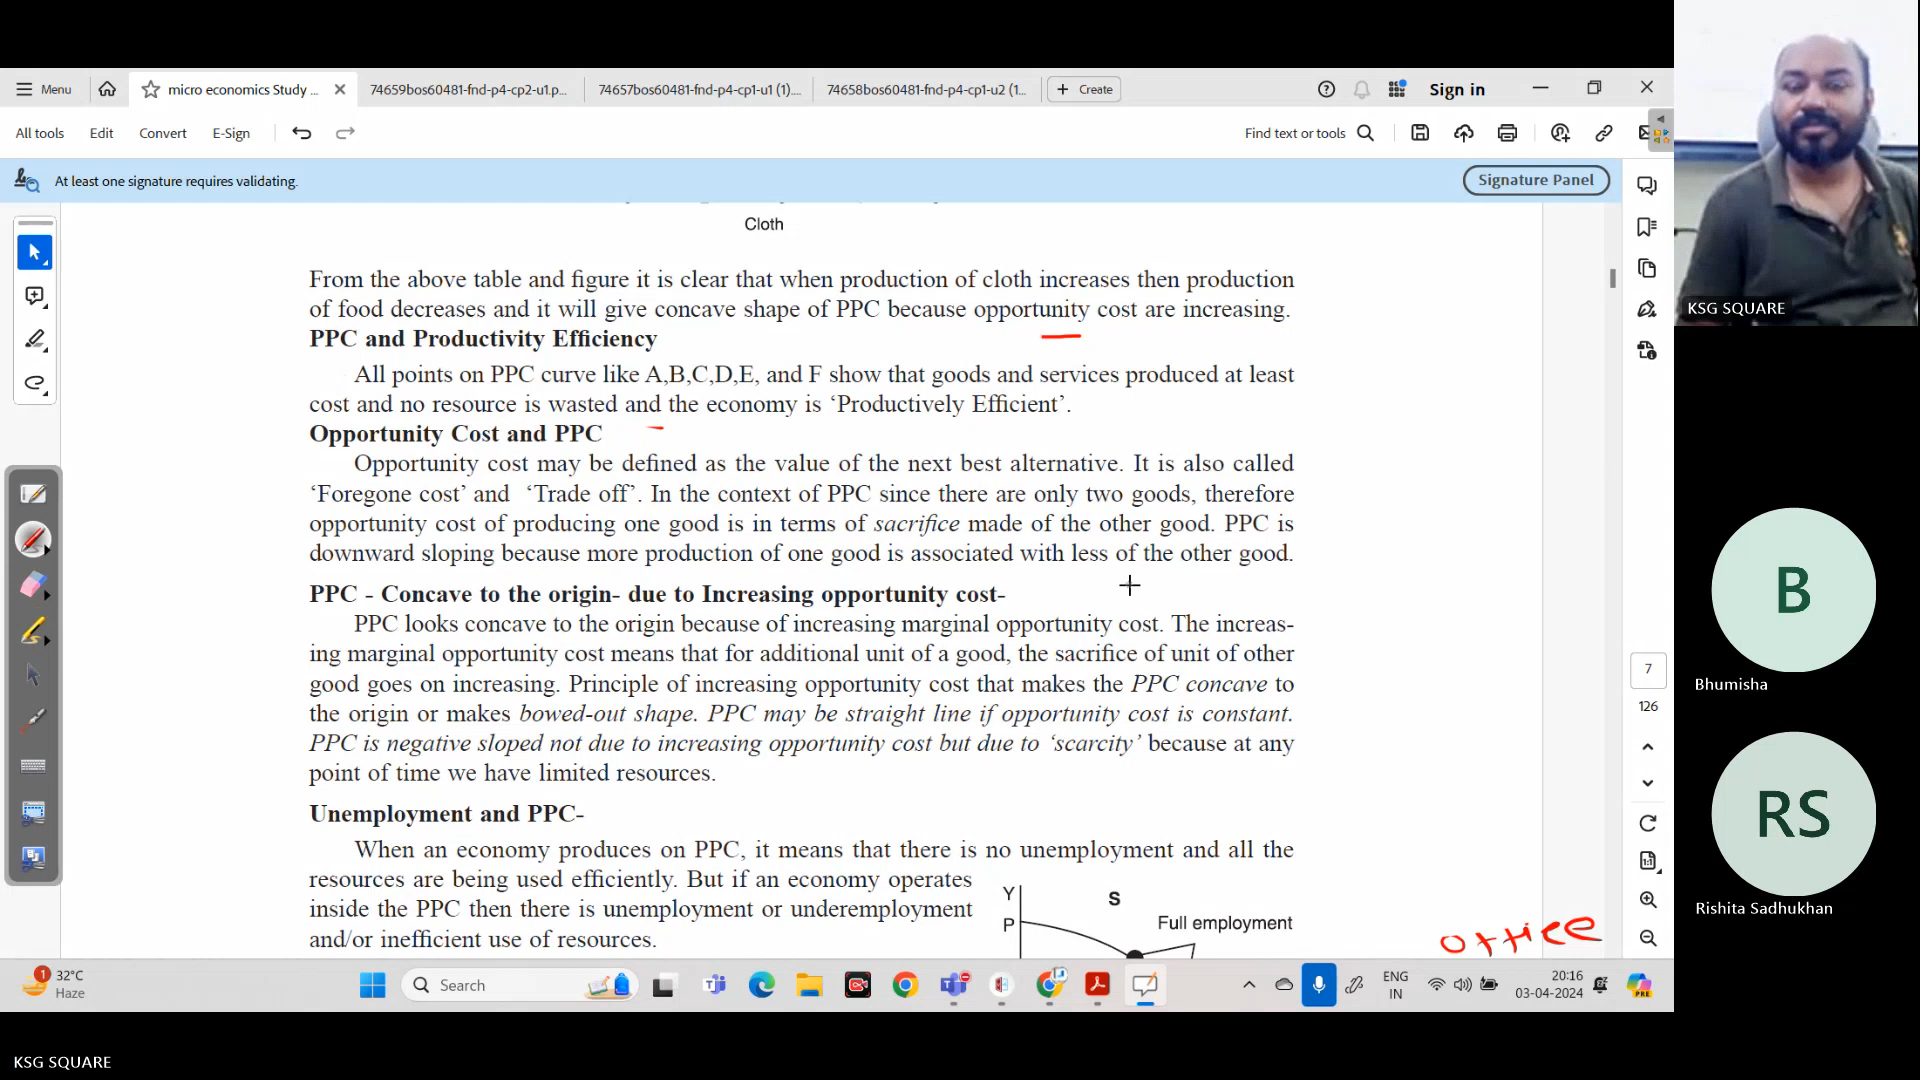 Menu
micro economics Study ...
74659bos60481-fnd-p4-cp2-u1.p...
74657bos60481-fnd-p4-cp1-u1 (1)....
74658bos60481-fnd-p4-cp1-u2 (1...
+ Create
Sign in
All tools
Edit
Convert
E-Sign
Find text or tools
At least one signature requires validating.
Signature Panel
Cloth
From the above table and figure it is clear that when production of cloth increases then production
of food decreases and it will give concave shape of PPC because opportunity cost are increasing.
PPC and Productivity Efficiency
All points on PPC curve like A,B,C,D,E, and F show that goods and services produced at least
cost and no resource is wasted and the economy is ‘Productively Efficient’.
Opportunity Cost and PPC
Opportunity cost may be defined as the value of the next best alternative. It is also called
‘Foregone cost’ and ‘Trade off’. In the context of PPC since there are only two goods, therefore
opportunity cost of producing one good is in terms of sacrifice made of the other good. PPC is
downward sloping because more production of one good is associated with less of the other good.
PPC - Concave to the origin- due to Increasing opportunity cost-
PPC looks concave to the origin because of increasing marginal opportunity cost. The increas-
ing marginal opportunity cost means that for additional unit of a good, the sacrifice of unit of other
good goes on increasing. Principle of increasing opportunity cost that makes the PPC concave to
the origin or makes bowed-out shape. PPC may be straight line if opportunity cost is constant.
PPC is negative sloped not due to increasing opportunity cost but due to ‘scarcity’ because at any
point of time we have limited resources.
Unemployment and PPC-
When an economy produces on PPC, it means that there is no unemployment and all the
resources are being used efficiently. But if an economy operates
inside the PPC then there is unemployment or underemployment
and/or inefficient use of resources.
Y
S
P
Full employment
office
7
126
1
32°C
Haze
Search
ENG
IN
20:16
03-04-2024
PRE
KSG SQUARE
B
Bhumisha
RS
Rishita Sadhukhan
KSG SQUARE